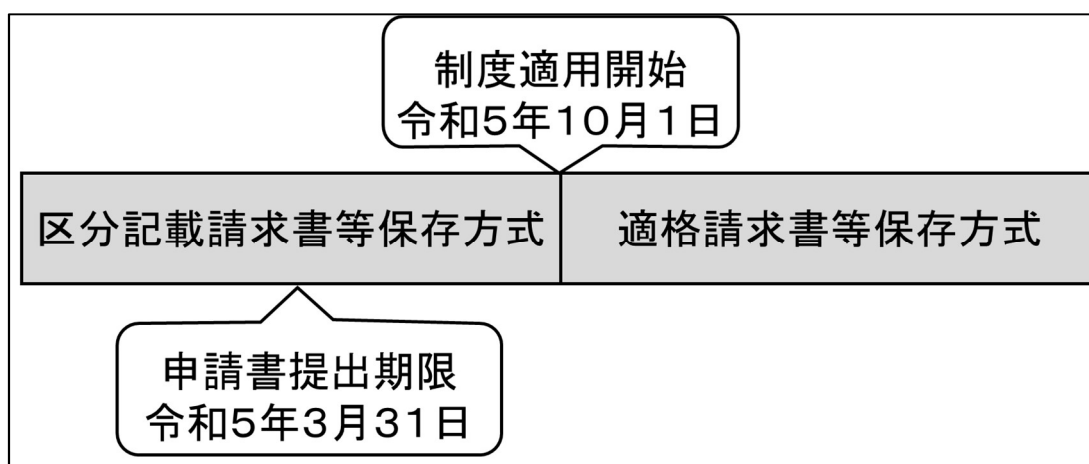 制度適用開始
令和5年10月1日
区分記載請求書等保存方式
適格請求書等保存方式
申請書提出期限
令和5年3月31日